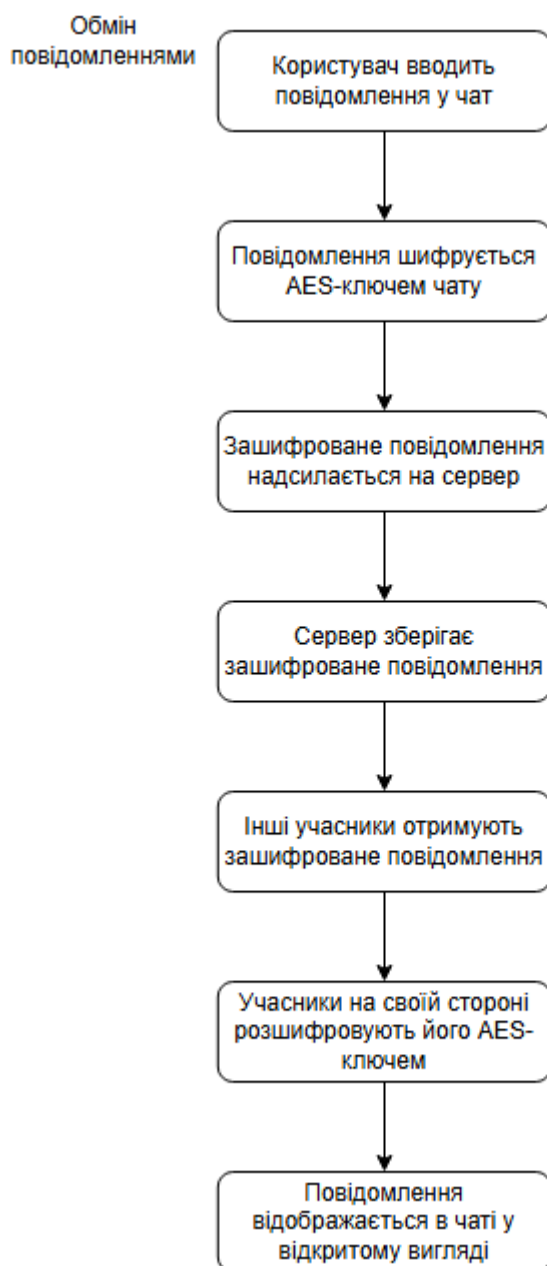 Обмін
повідомленнями
Користувач вводить
повідомлення у чат
Повідомлення шифрується
AES-ключем чату
Зашифроване повідомлення
надсилається на сервер
Сервер зберігає
зашифроване повідомлення
Інші учасники отримують
зашифроване повідомлення
Учасники на своїй стороні
розшифровують його AES-
ключем
Повідомлення
відображається в чаті у
відкритому вигляді